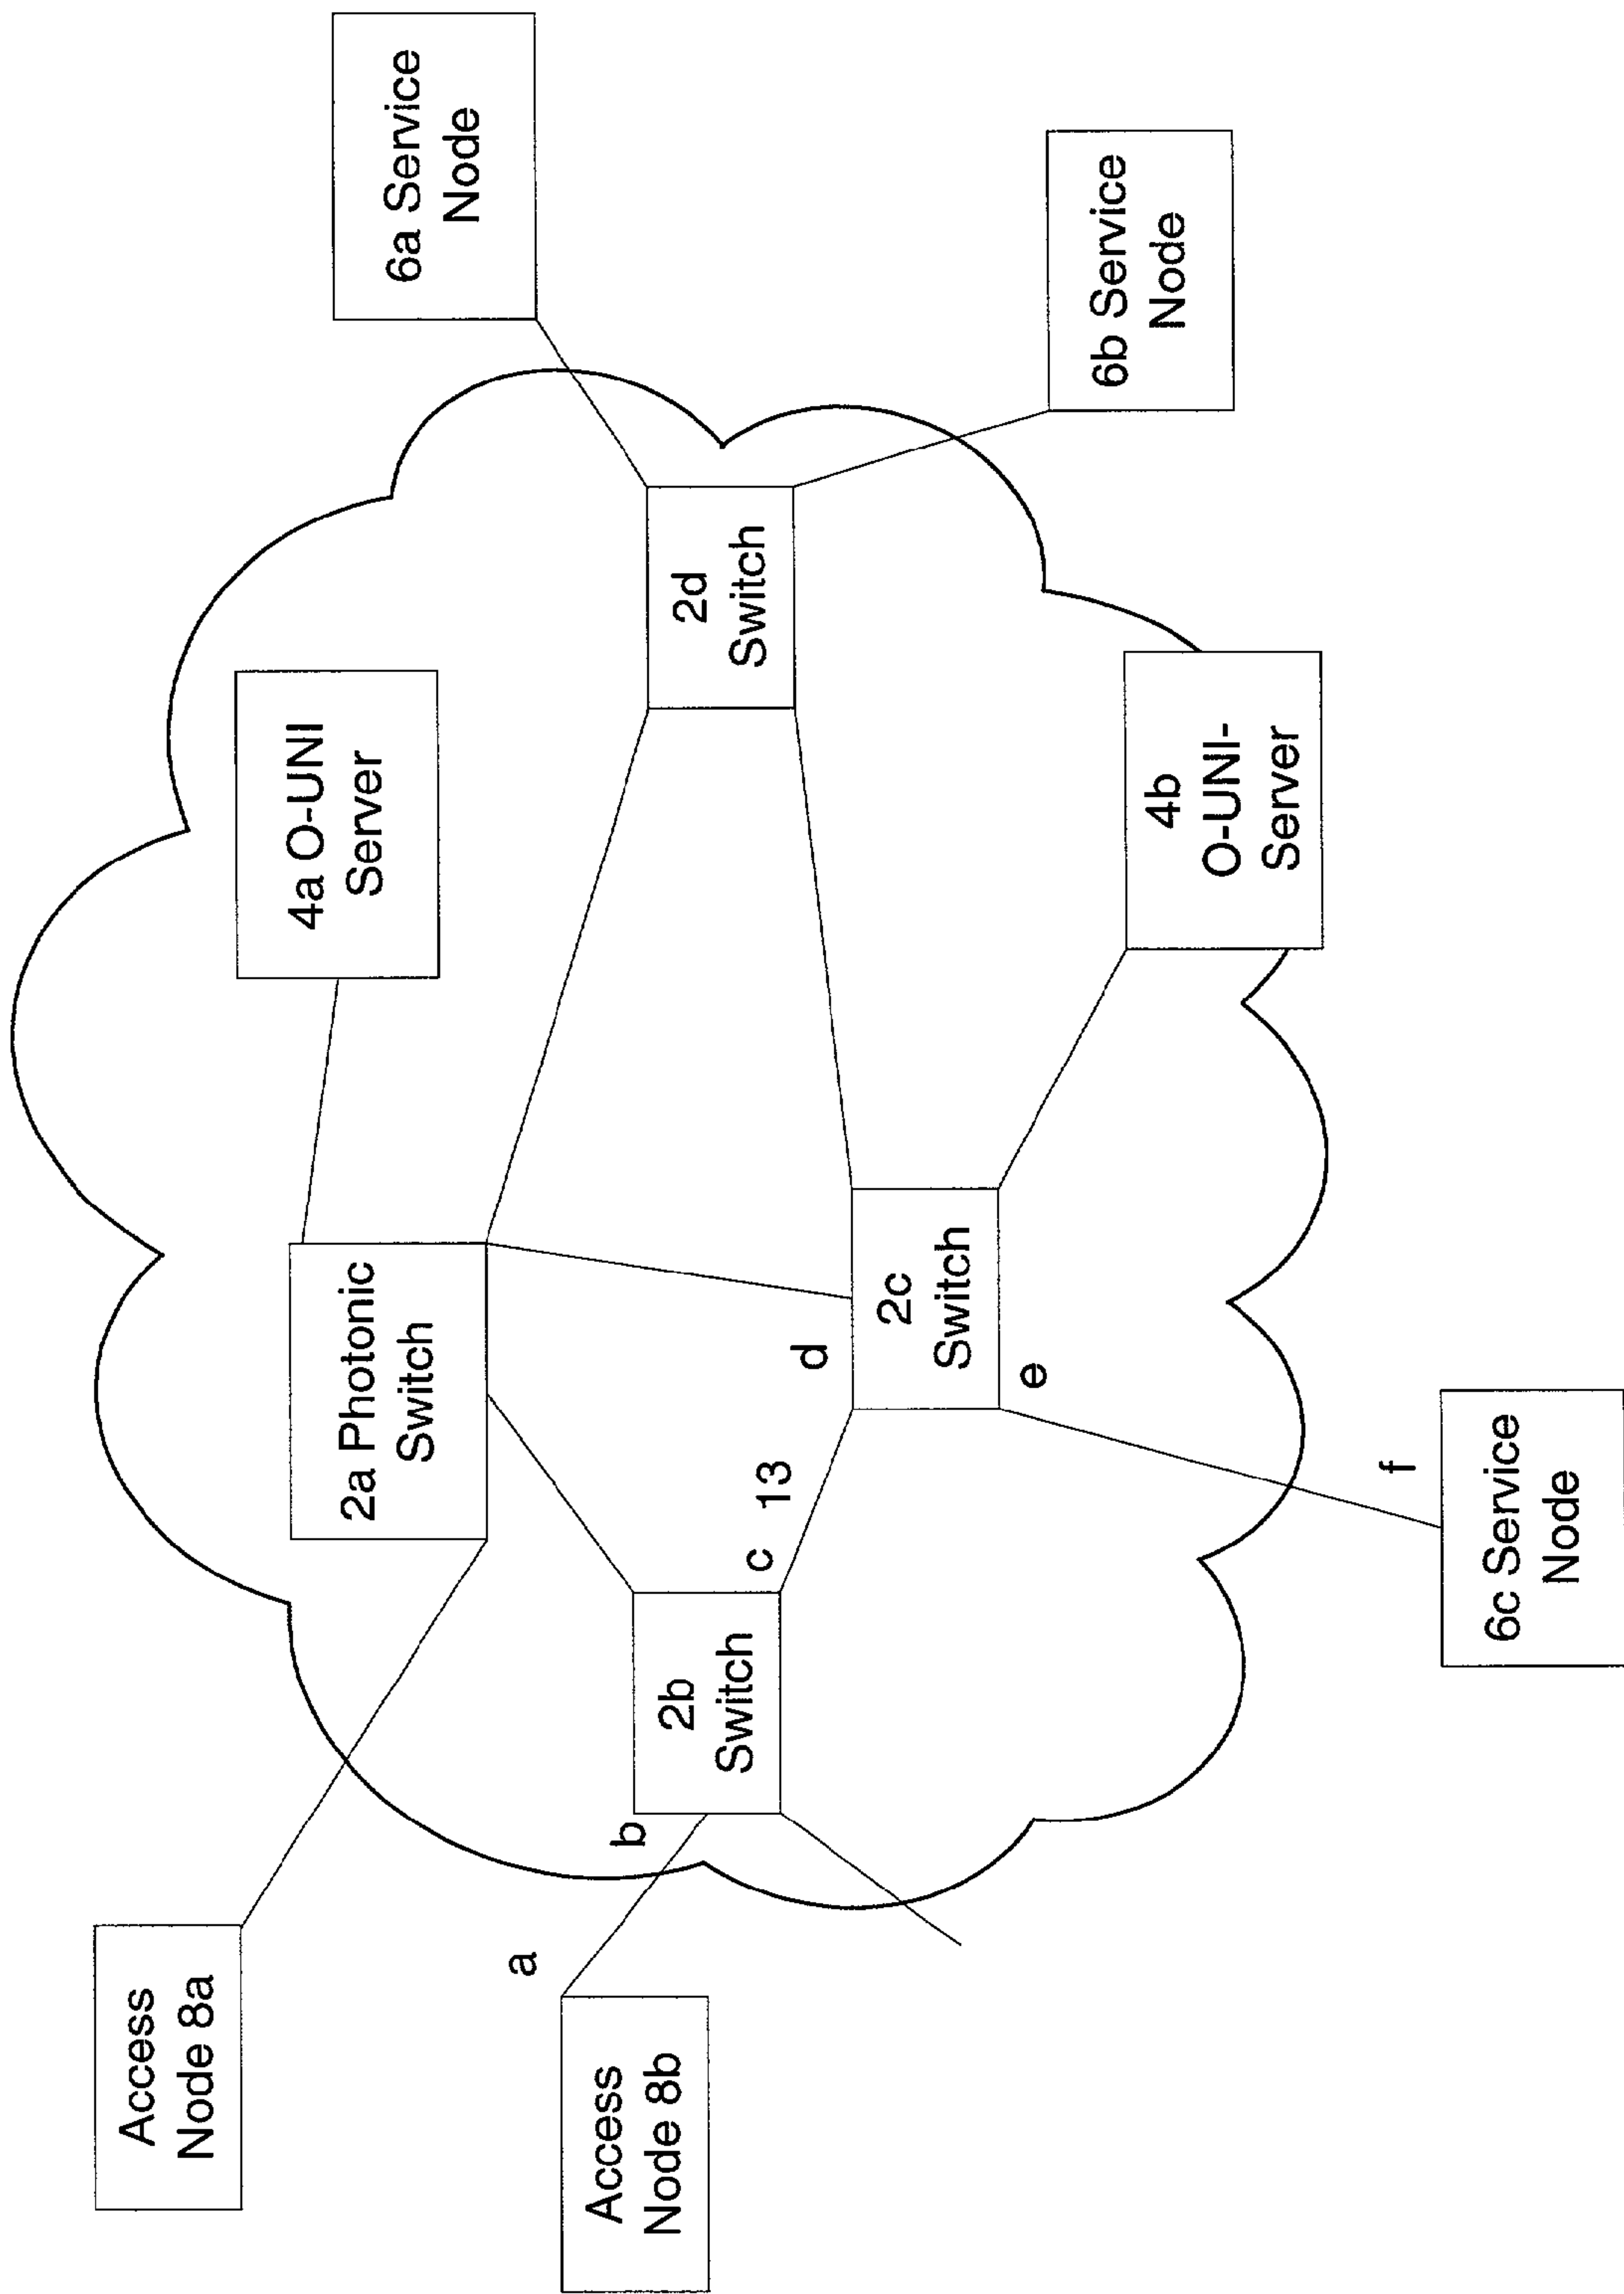 Access
Node 8a
2a Photonic
Switch
4a O-UNI
Server
6a Service
Node
a
Access
Node 8b
b
2b
Switch
c
13
d
2c
Switch
e
2d
Switch
6b Service
Node
4b
O-UNI-
Server
f
6c Service
Node